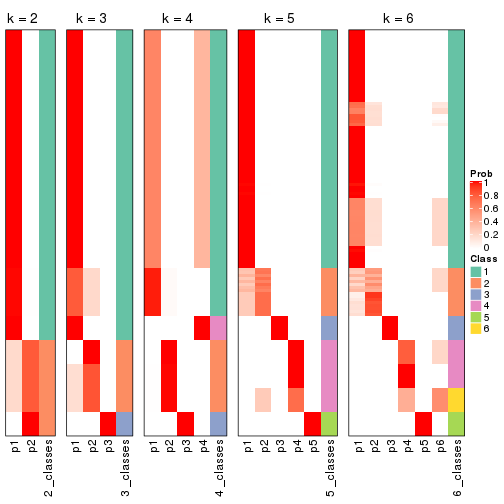 k = 2
k = 3
k = 4
k = 5
k = 6
Prob
1
0.8
0.6
0.4
0.2
0
Class
1
2
3
4
5
6
p1
p2
2_classes
p1
p2
p3
3_classes
p1
p2
p3
p4
4_classes
p1
p2
p3
p4
p5
5_classes
p1
p2
p3
p4
p5
p6
6_classes